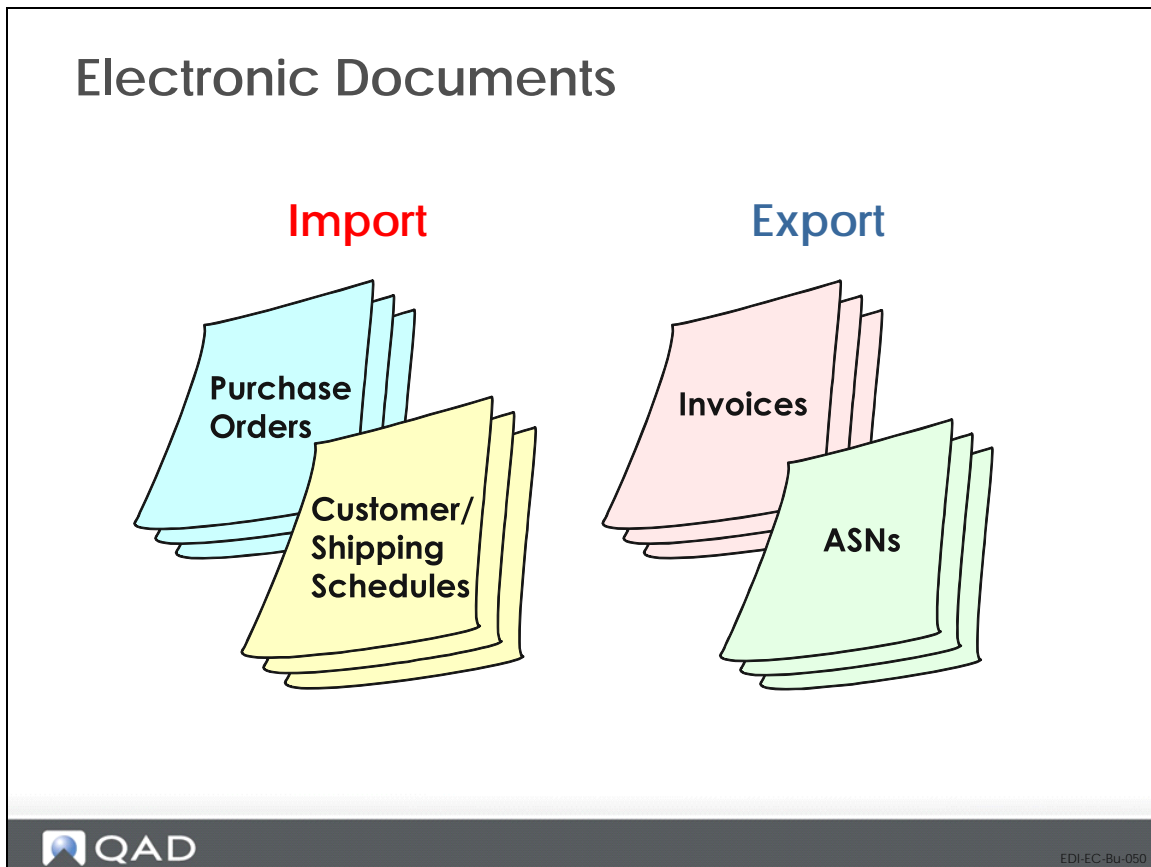 Electronic Documents
Import
Export
Purchase
Orders
Customer/
Shipping
Schedules
Invoices
ASNs
QAD
EDI-EC-Bu-050